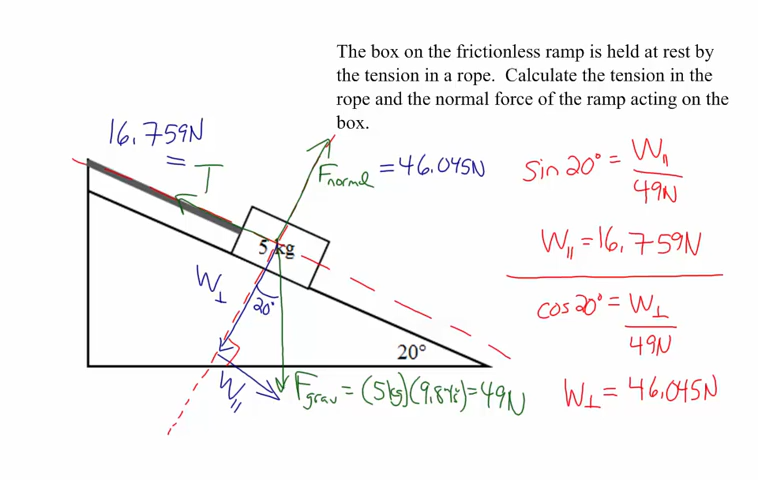 The box on the frictionless ramp is held at rest by
the tension in a rope. Calculate the tension in the
rope and the normal force of the ramp acting on the
box.
16.759N
= T
Fnormal = 46.045N
sin 20° = W∥/49N
W∥ = 16.759N
5 kg
W⊥
20°
cos 20° = W⊥/49N
20°
W∥
Fgrav = (5kg)(9.8 m/s²) = 49N
W⊥ = 46.045N